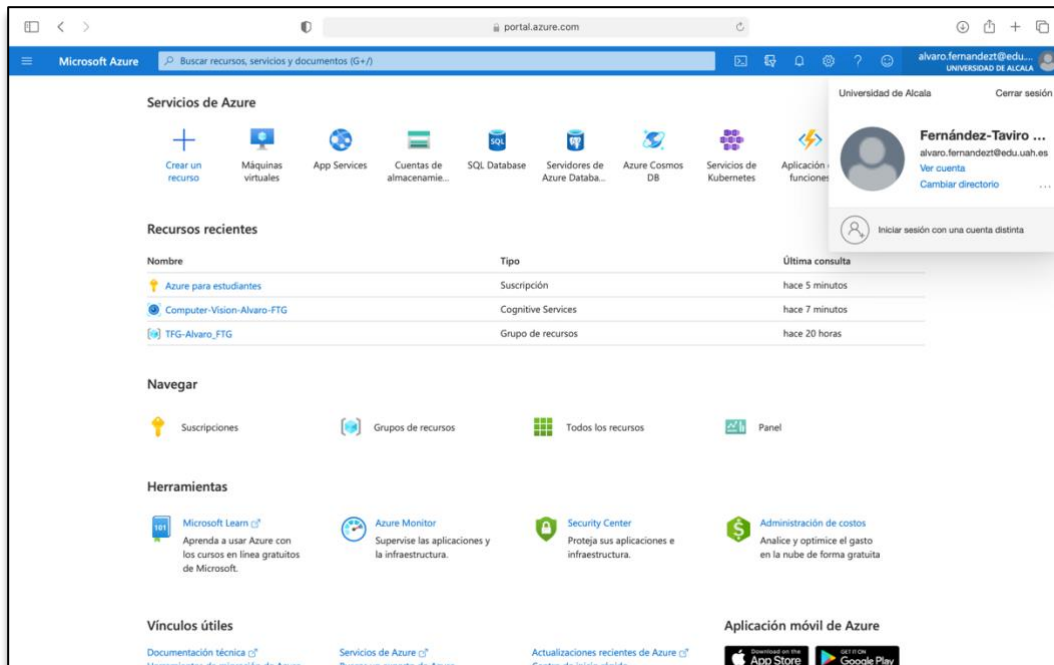 portal.azure.com
Microsoft Azure
Buscar recursos, servicios y documentos (G+/)
alvaro.fernandezt@edu....
UNIVERSIDAD DE ALCALA
Universidad de Alcala
Cerrar sesión
Fernández-Taviro ...
alvaro.fernandezt@edu.uah.es
Ver cuenta
Cambiar directorio
...
Iniciar sesión con una cuenta distinta
Servicios de Azure
Crear un
recurso
Máquinas
virtuales
App Services
Cuentas de
almacenamie...
SQL Database
Servidores de
Azure Databa...
Azure Cosmos
DB
Servicios de
Kubernetes
Aplicación
funciones
Recursos recientes
Nombre Tipo Última consulta
Azure para estudiantes Suscripción hace 5 minutos
Computer-Vision-Alvaro-FTG Cognitive Services hace 7 minutos
TFG-Alvaro_FTG Grupo de recursos hace 20 horas
Navegar
Suscripciones Grupos de recursos Todos los recursos Panel
Herramientas
Microsoft Learn
Aprenda a usar Azure con
los cursos en línea gratuitos
de Microsoft.
Azure Monitor
Supervise las aplicaciones y
la infraestructura.
Security Center
Proteja sus aplicaciones e
infraestructura.
Administración de costos
Analice y optimice el gasto
en la nube de forma gratuita
Vínculos útiles
Documentación técnica
Servicios de Azure
Actualizaciones recientes de Azure
Aplicación móvil de Azure
Download on the
App Store
GET IT ON
Google Play